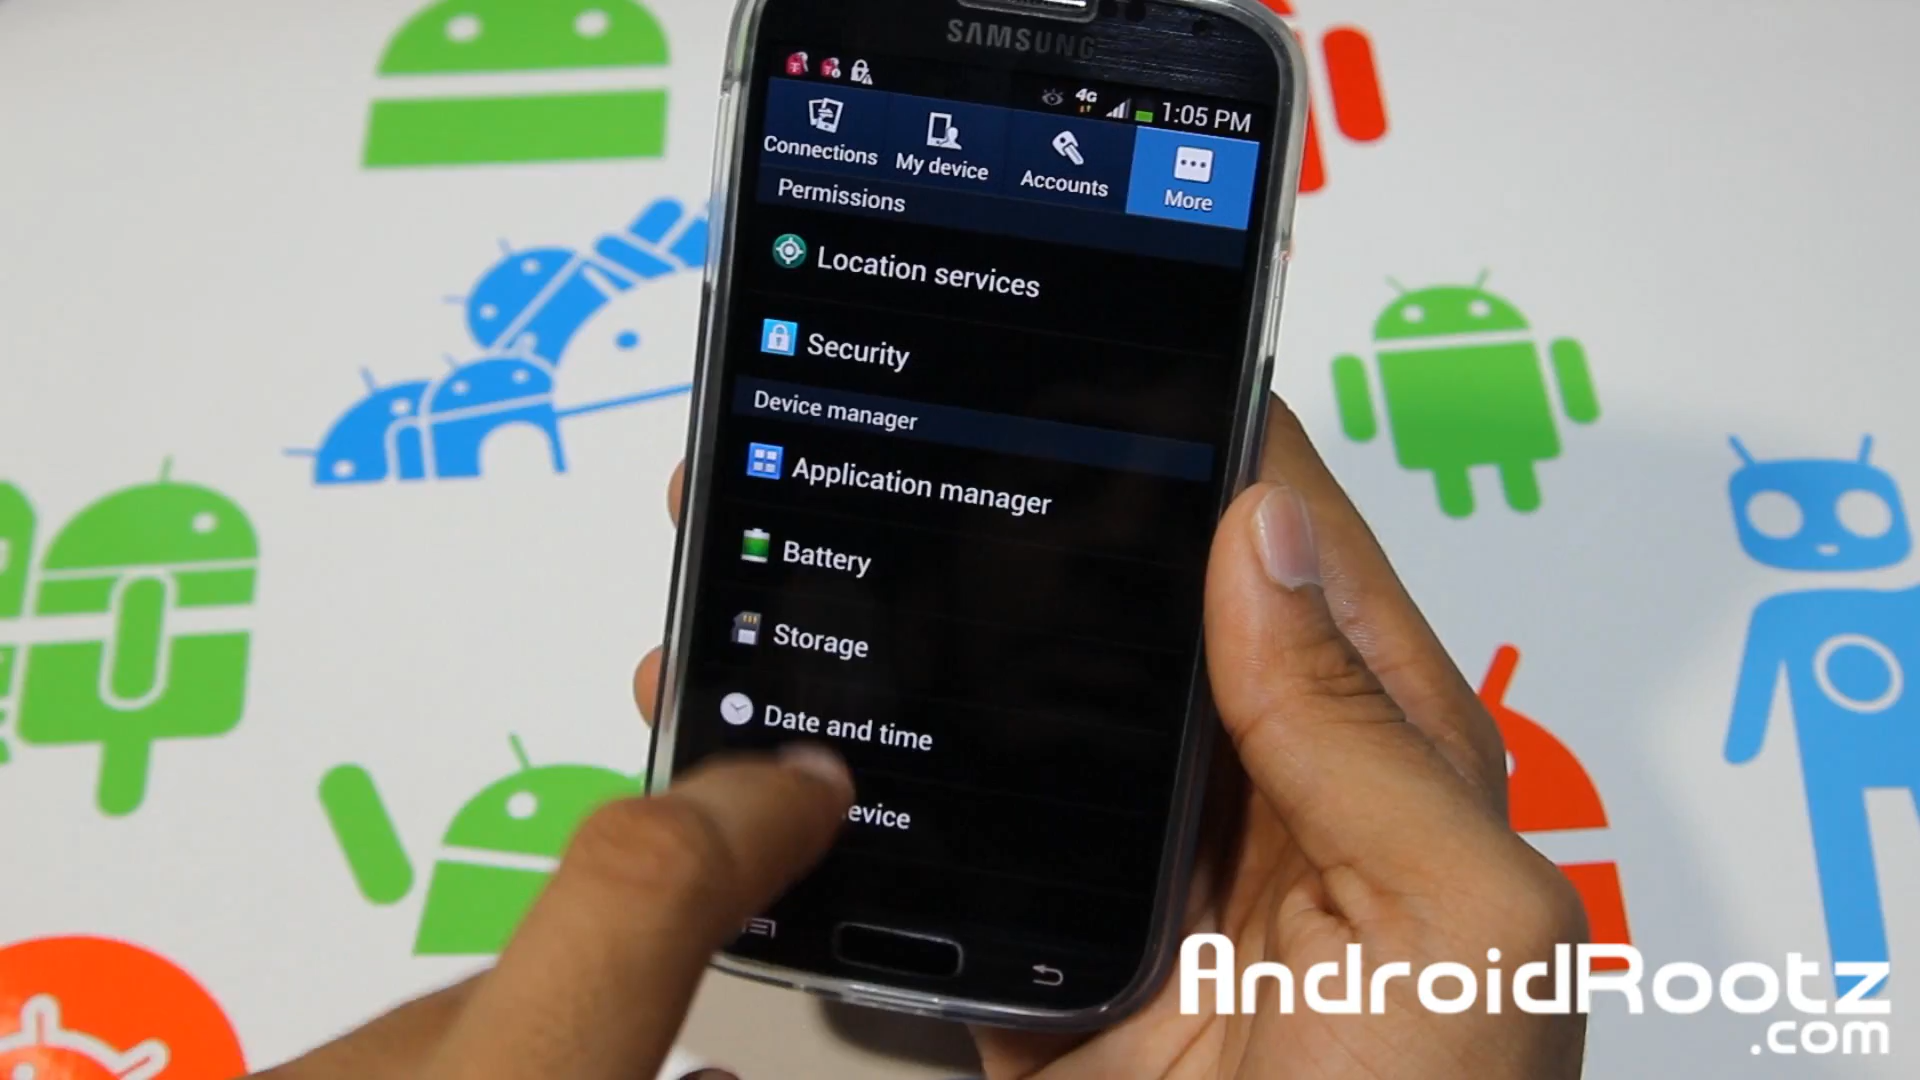 SAMSUNG
4G 1:05 PM
Connections My device Accounts More
Permissions
Location services
Security
Device manager
Application manager
Battery
Storage
Date and time
evice
AndroidRootz
.com